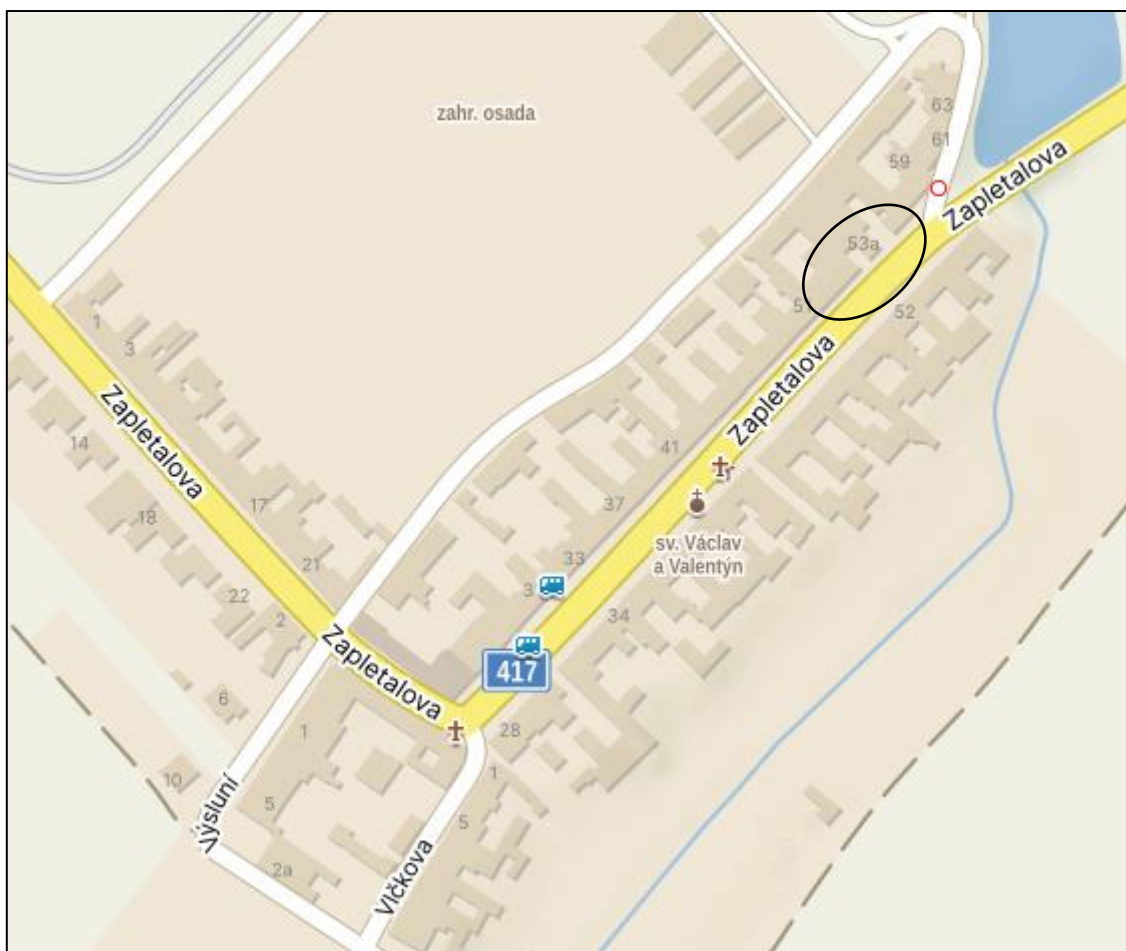 zahr. osada
63
61
59
Zapletalova
53a
52
1
3
Zapletalova
Zapletalova
14
41
17
18
37
sv. Václav
a Valentýn
33
21
3
22
34
2
Zapletalova
417
6
28
1
1
10
Výsluní
5
5
2a
Vlčkova